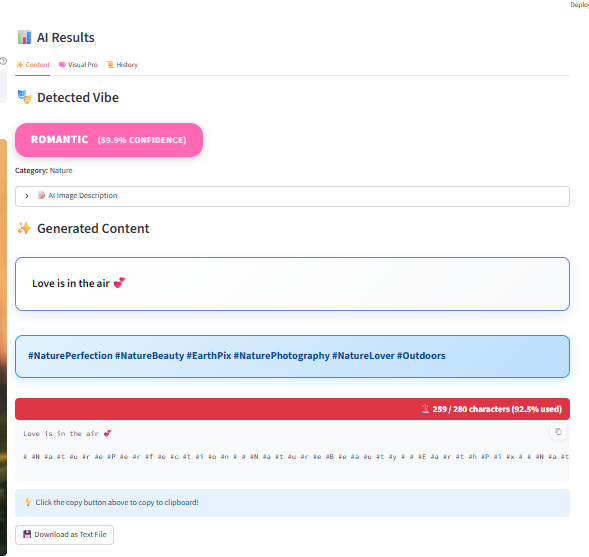 Deploy
AI Results
Content Visual Pro History
Detected Vibe
ROMANTIC (59.9% CONFIDENCE)
Category: Nature
AI Image Description
Generated Content
Love is in the air 💕
#NaturePerfection #NatureBeauty #EarthPix #NaturePhotography #NatureLover #Outdoors
259 / 280 characters (92.5% used)
Love is in the air 💕
# #N #a #t #u #r #e #P #e #r #f #e #c #t #i #o #n # # #N #a #t #u #r #e #B #e #a #u #t #y # # #E #a #r #t #h #P #i #x # # #N #a #t
Click the copy button above to copy to clipboard!
Download as Text File